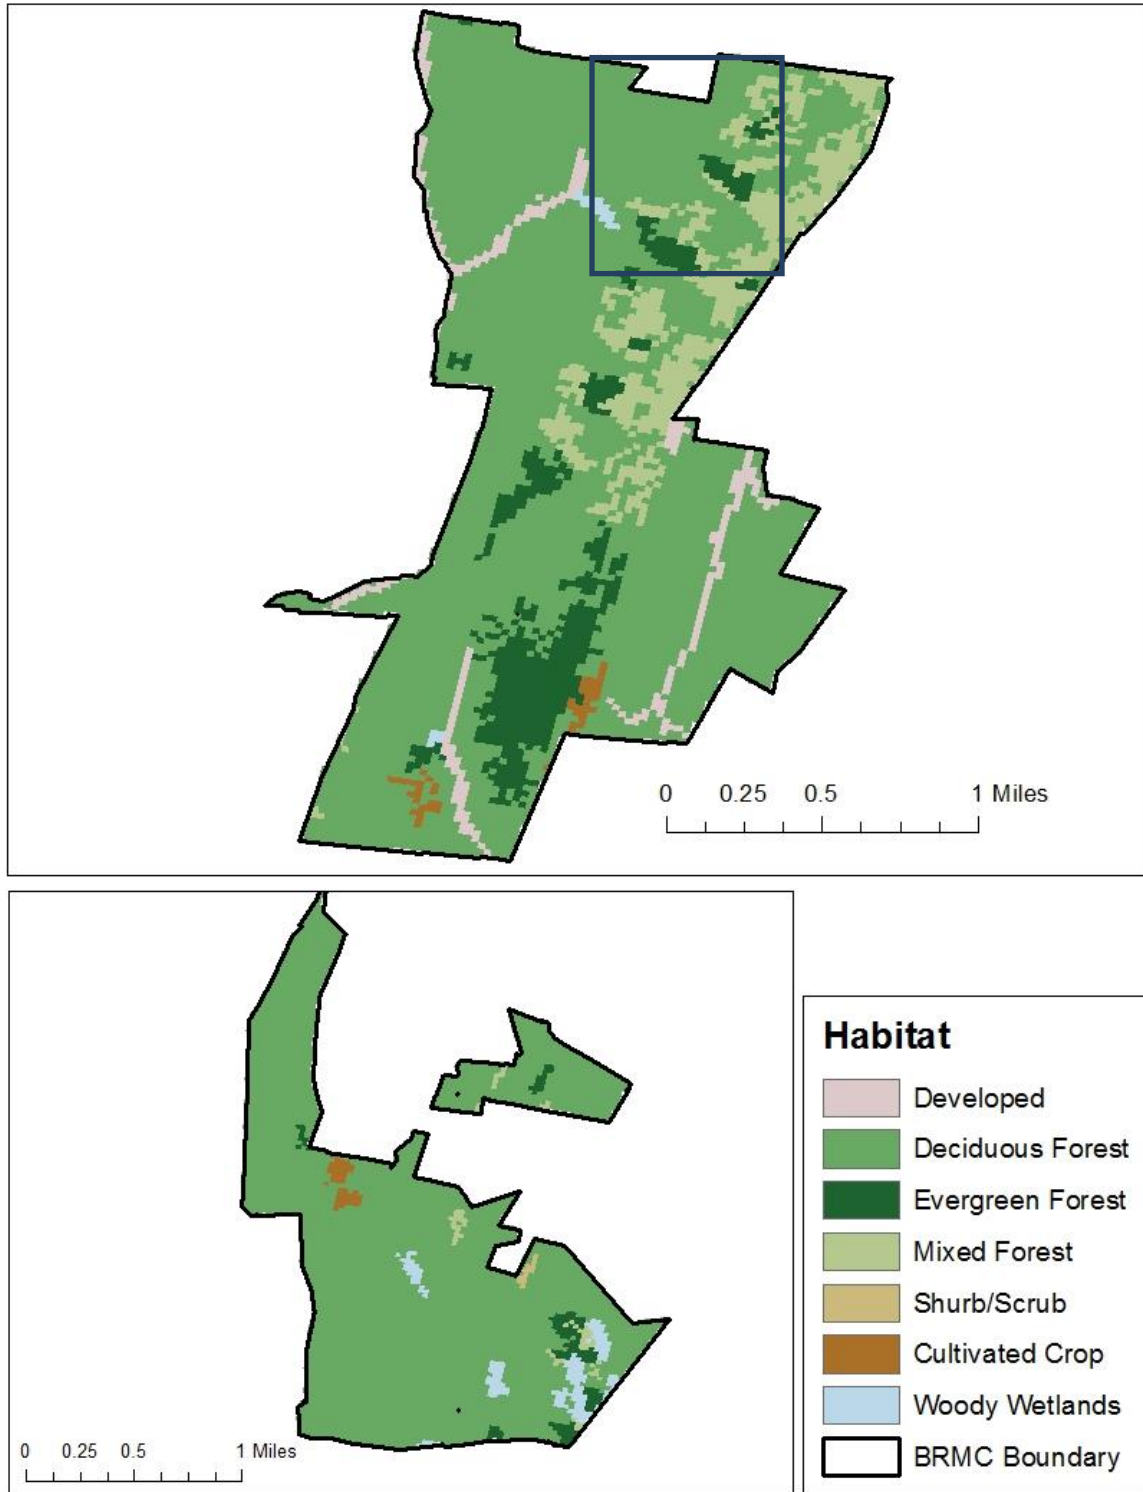 0 0.25 0.5 1 Miles
0 0.25 0.5 1 Miles
Habitat
Developed
Deciduous Forest
Evergreen Forest
Mixed Forest
Shurb/Scrub
Cultivated Crop
Woody Wetlands
BRMC Boundary